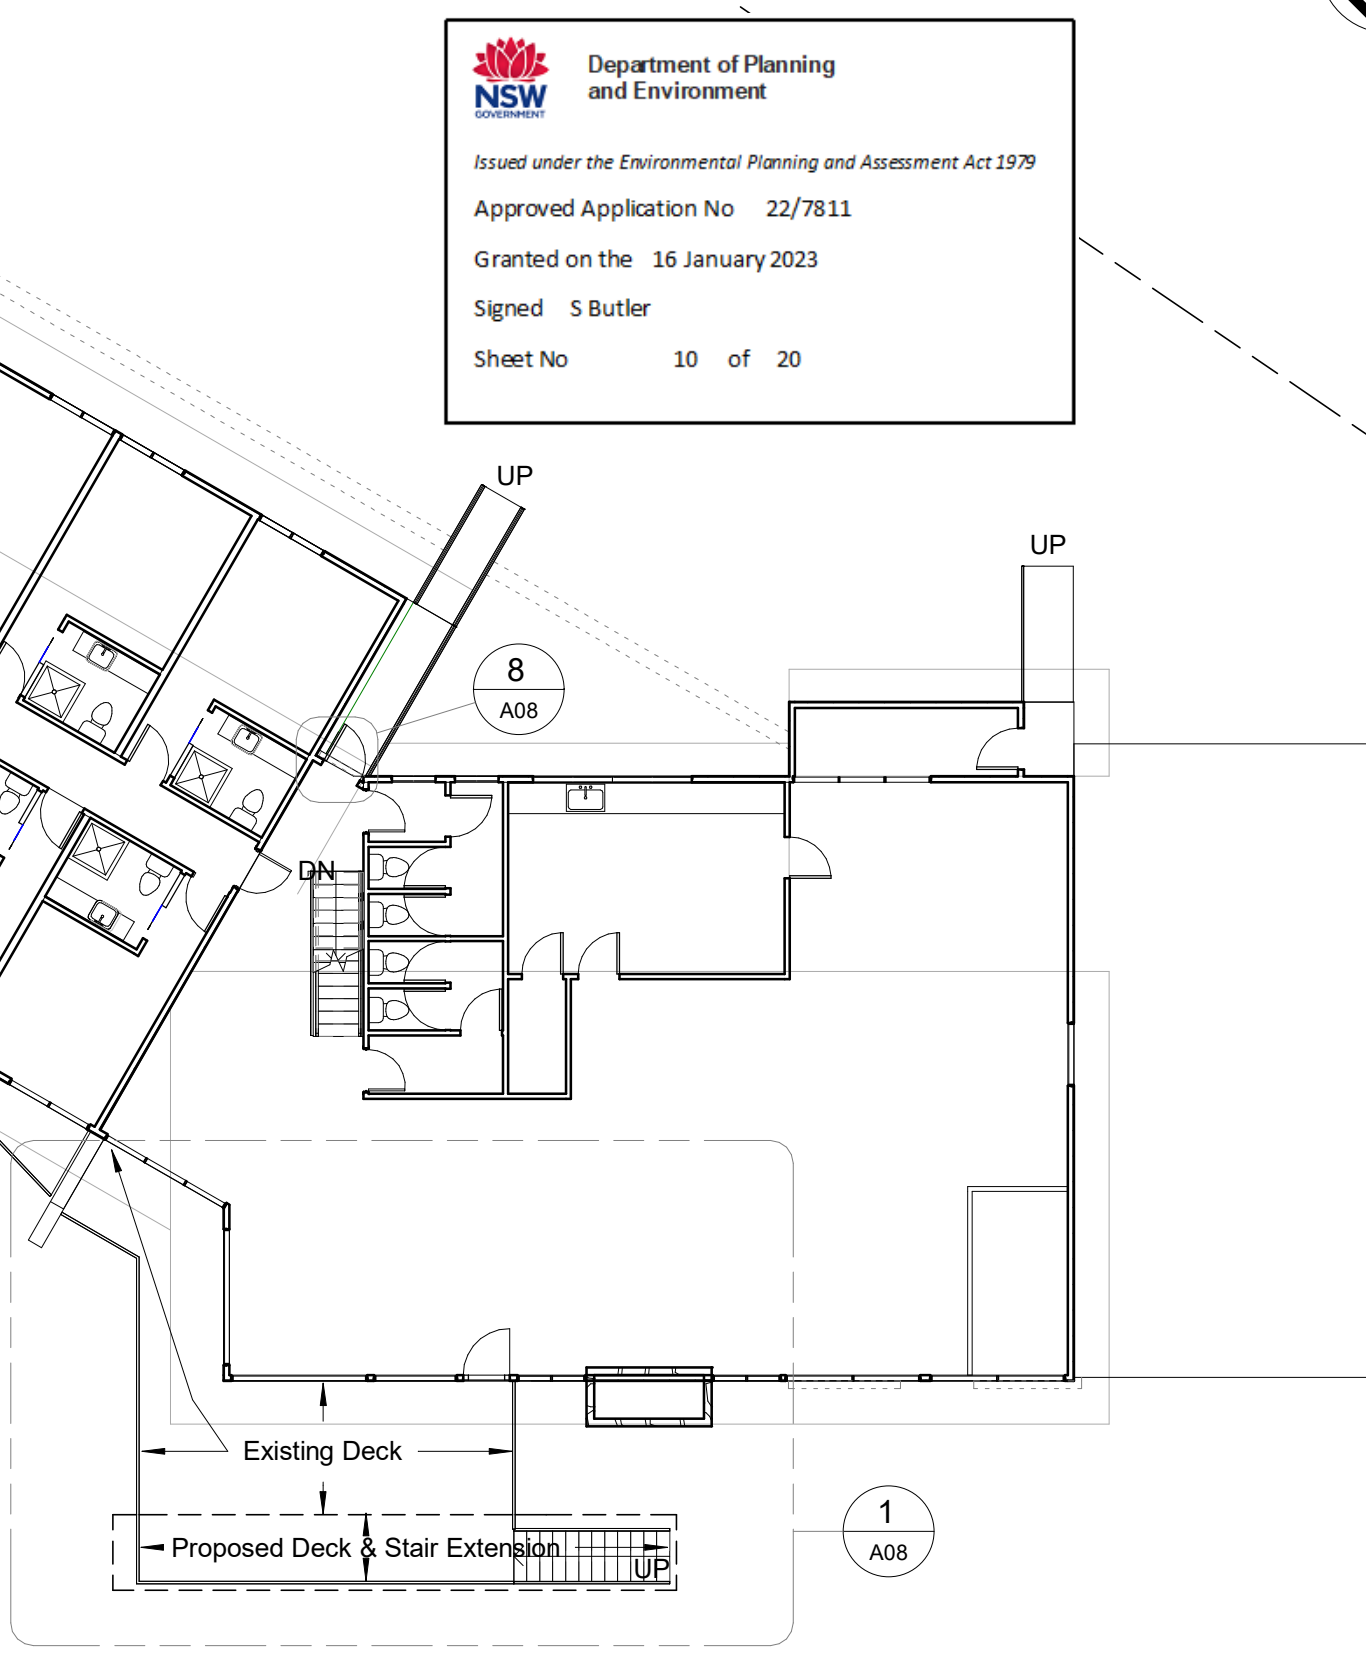 NSW
GOVERNMENT
Department of Planning
and Environment
Issued under the Environmental Planning and Assessment Act 1979
Approved Application No 22/7811
Granted on the 16 January 2023
Signed S Butler
Sheet No 10 of 20
UP
UP
8
A08
DN
Existing Deck
Proposed Deck & Stair Extension
UP
1
A08